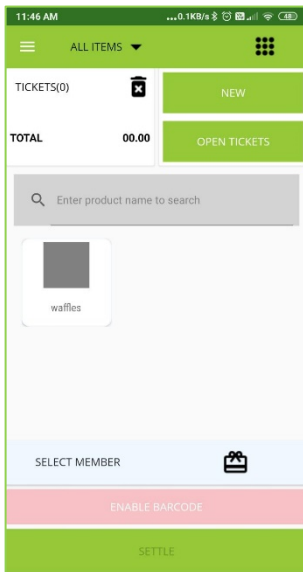 11:46 AM ...0.1KB/s 48
ALL ITEMS
TICKETS(0)
NEW
TOTAL 00.00
OPEN TICKETS
Enter product name to search
waffles
SELECT MEMBER
ENABLE BARCODE
SETTLE